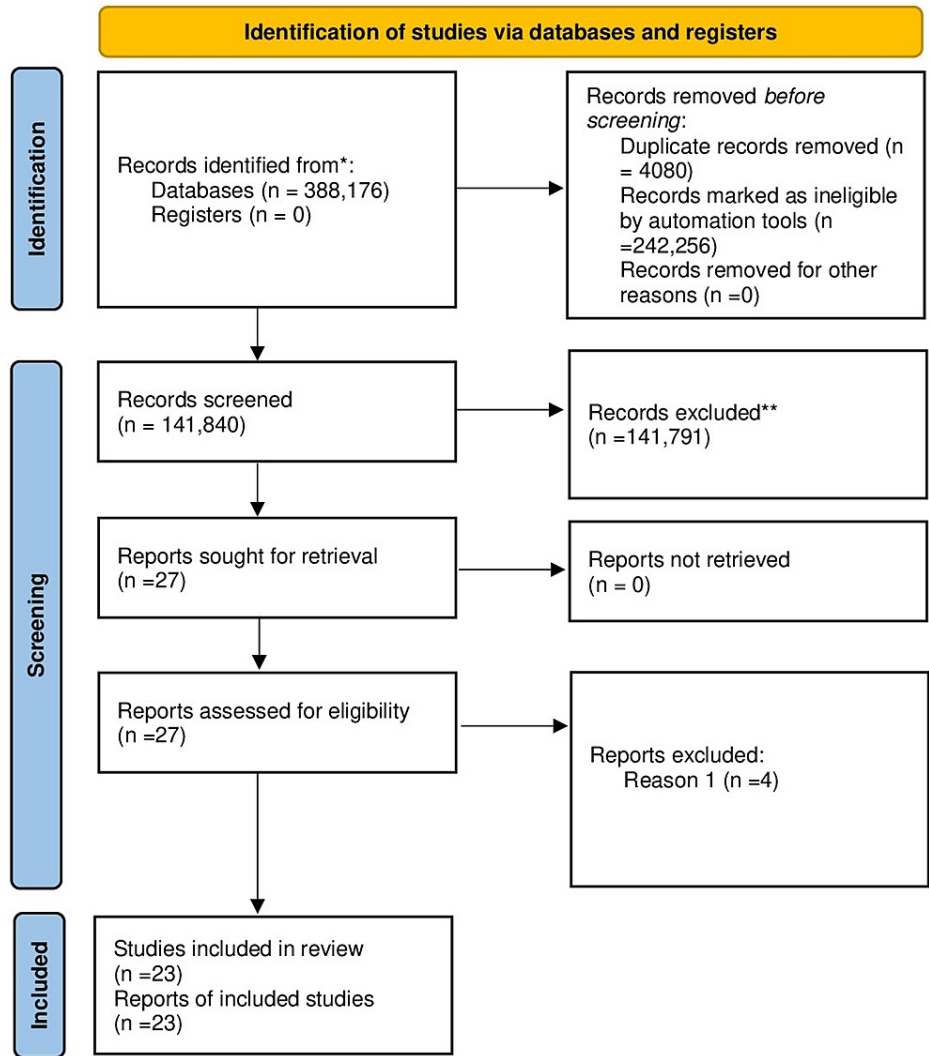 Identification of studies via databases and registers
Identification
Records identified from*:
Databases (n = 388,176)
Registers (n = 0)
Records removed before
screening:
Duplicate records removed (n
= 4080)
Records marked as ineligible
by automation tools (n
=242,256)
Records removed for other
reasons (n =0)
Screening
Records screened
(n = 141,840)
Records excluded**
(n =141,791)
Reports sought for retrieval
(n =27)
Reports not retrieved
(n = 0)
Reports assessed for eligibility
(n =27)
Reports excluded:
Reason 1 (n =4)
Included
Studies included in review
(n =23)
Reports of included studies
(n =23)